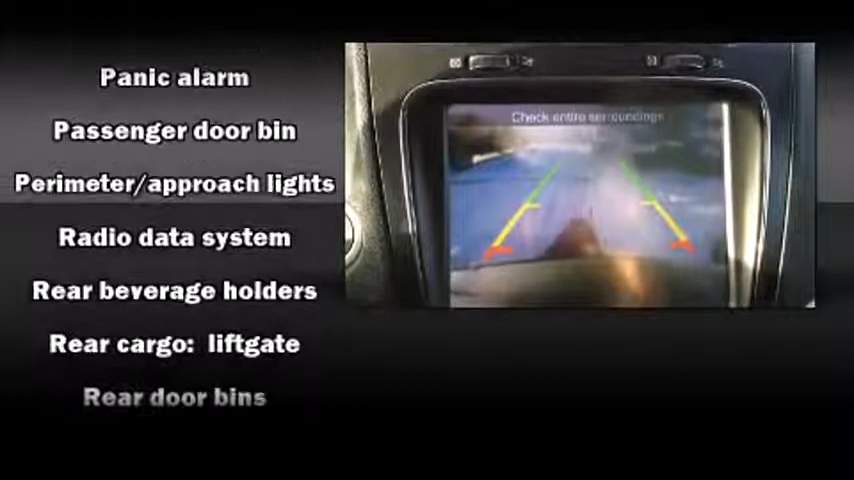 Panic alarm
Passenger door bin
Perimeter/approach lights
Radio data system
Rear beverage holders
Rear cargo:  liftgate
Rear door bins
Check entire surroundings